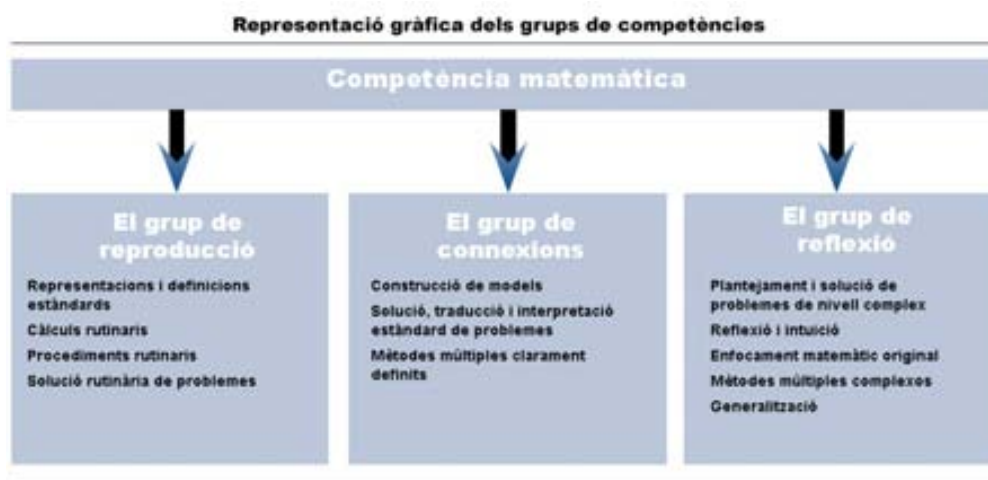 Representació gràfica dels grups de competències
Competència matemàtica
El grup de
reproducció
Representacions i definicions
estàndards
Càlculs rutinaris
Procediments rutinaris
Solució rutinària de problemes
El grup de
connexions
Construcció de models
Solució, traducció i interpretació
estàndard de problemes
Mètodes múltiples clarament
definits
El grup de
reflexió
Plantejament i solució de
problemes de nivell complex
Reflexió i intuició
Enfocament matemàtic original
Mètodes múltiples complexos
Generalització